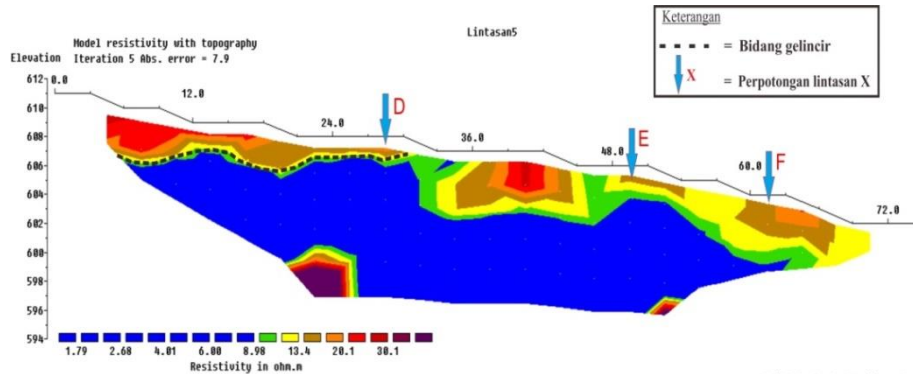 Lintasan5
Model resistivity with topography
Iteration 5 Abs. error = 7.9
Elevation
612
610
608
606
604
602
600
598
596
594
0.0
12.0
24.0
36.0
48.0
60.0
72.0
D
E
F
Keterangan
= Bidang gelincir
X = Perpotongan lintasan X
1.79 2.68 4.01 6.00 8.98 13.4 20.1 30.1
Resistivity in ohm.m